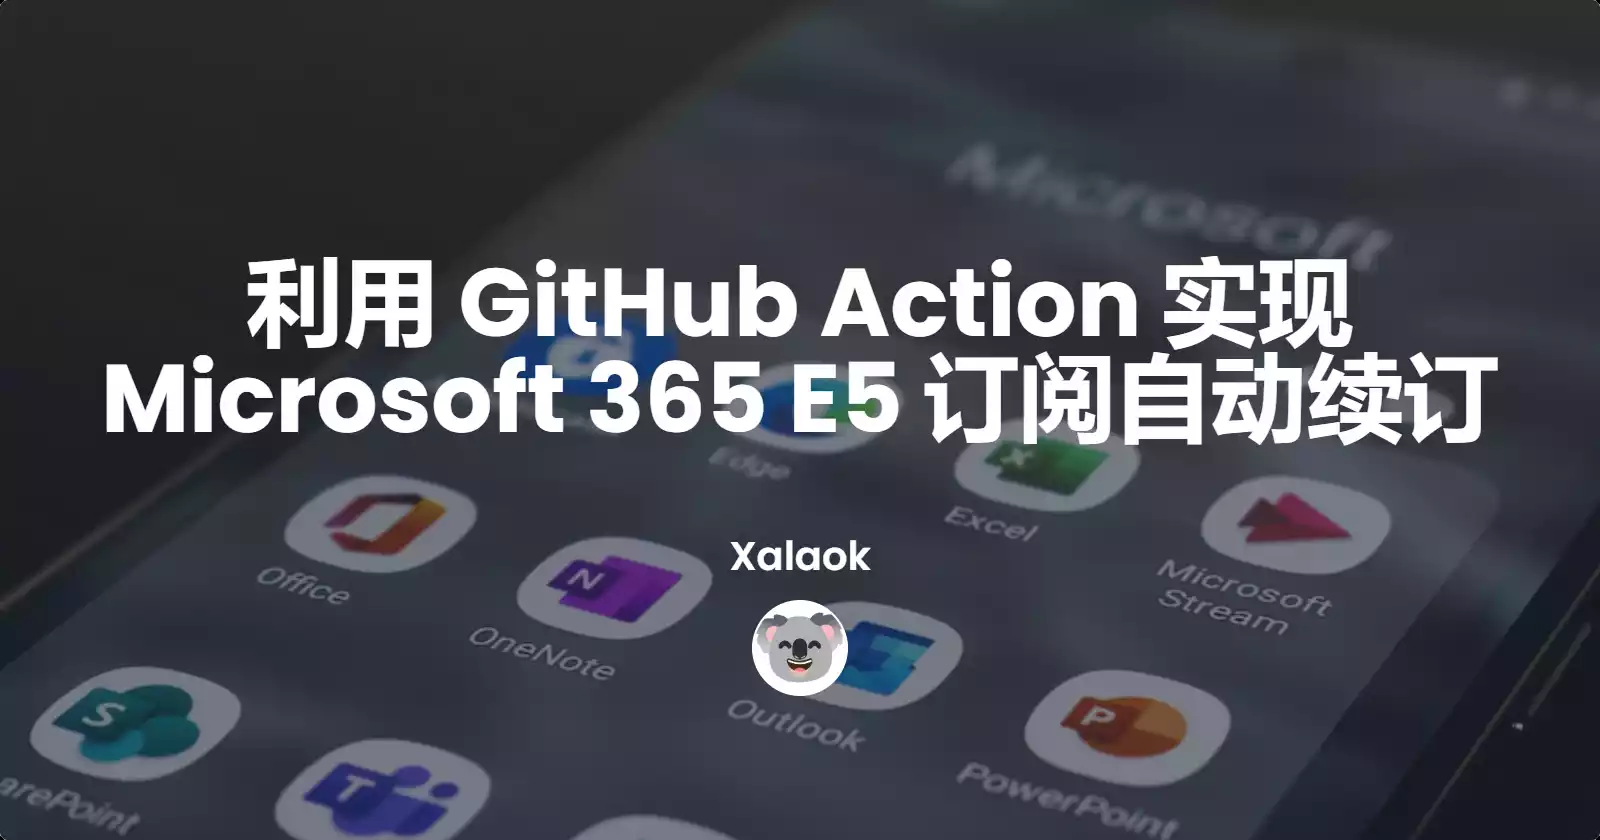 Microsoft
利用 GitHub Action 实现
Microsoft 365 E5 订阅自动续订
Edge
Excel
Microsoft
Stream
Office
OneNote
Xalaok
Outlook
PowerPoint
arePoint